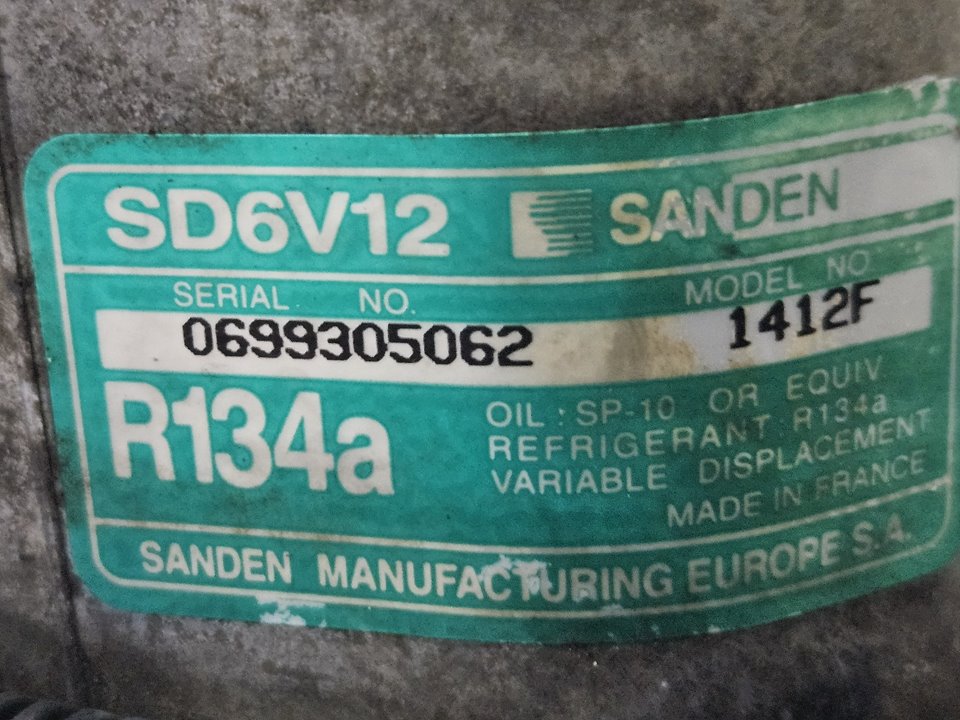 SD6V12 SANDEN
SERIAL NO. MODEL NO
0699305062 1412F
R134a
OIL : SP-10 OR EQUIV
REFRIGERANT : R134a
VARIABLE DISPLACEMENT
MADE IN FRANCE
SANDEN MANUFACTURING EUROPE S.A.